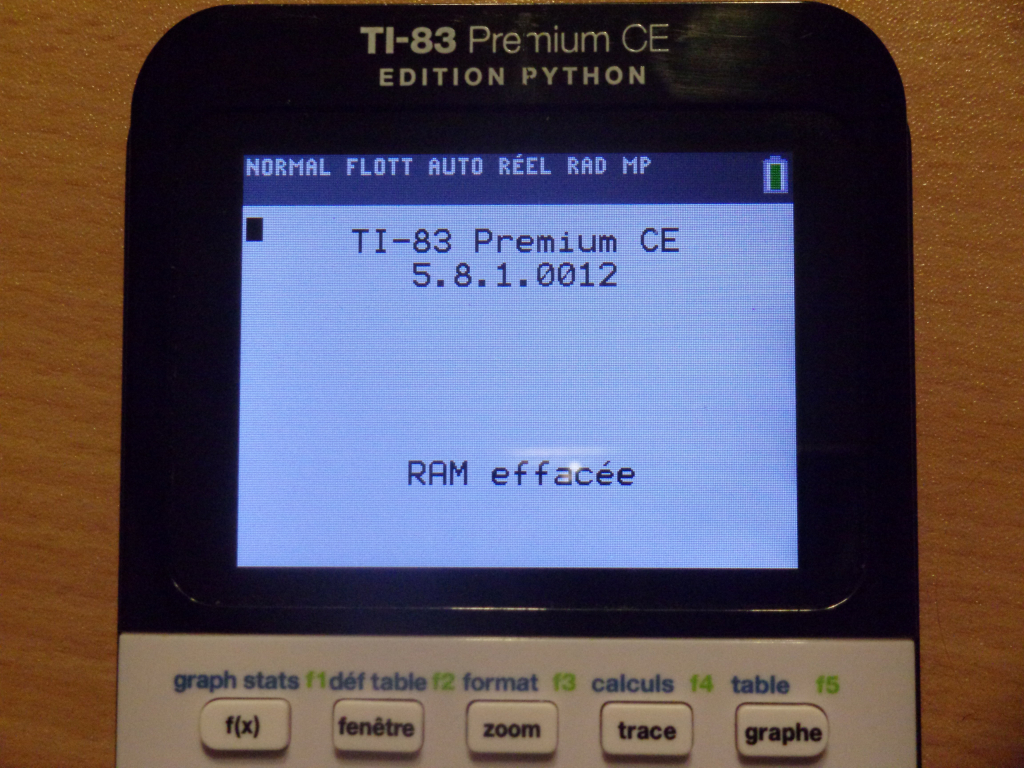 TI-83 Premium CE
EDITION PYTHON
NORMAL FLOTT AUTO RÉEL RAD MP
TI-83 Premium CE
5.8.1.0012
RAM effacée
graph stats f1 déf table f2 format f3 calculs f4 table f5
f(x) fenêtre zoom trace graphe